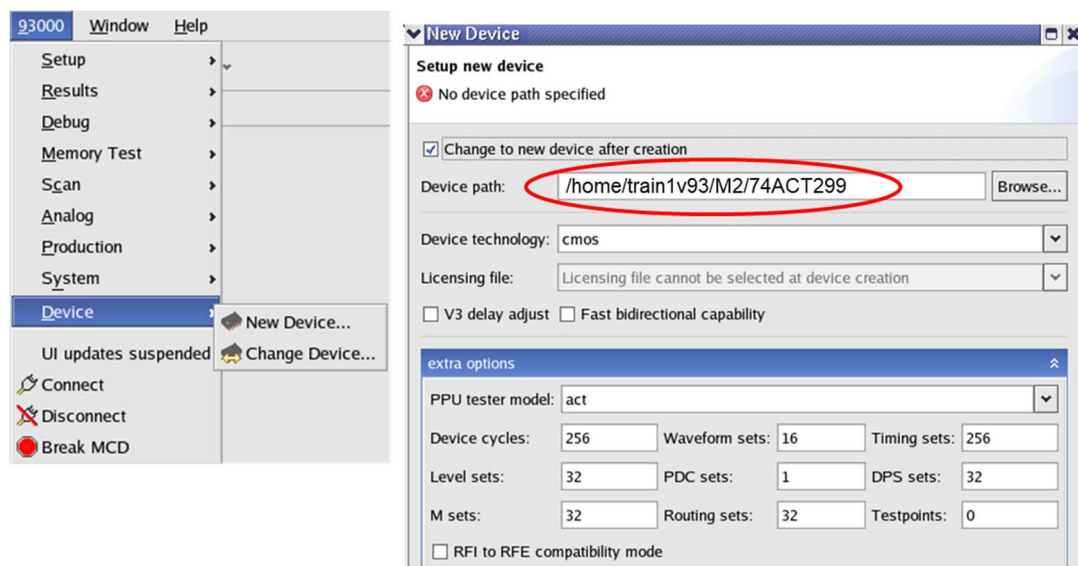 93000 Window Help
Setup
Results
Debug
Memory Test
Scan
Analog
Production
System
Device
New Device...
Change Device...
UI updates suspended
Connect
Disconnect
Break MCD
New Device
Setup new device
No device path specified
Change to new device after creation
Device path: /home/train1v93/M2/74ACT299 Browse...
Device technology: cmos
Licensing file: Licensing file cannot be selected at device creation
V3 delay adjust Fast bidirectional capability
extra options
PPU tester model: act
Device cycles: 256 Waveform sets: 16 Timing sets: 256
Level sets: 32 PDC sets: 1 DPS sets: 32
M sets: 32 Routing sets: 32 Testpoints: 0
RFI to RFE compatibility mode